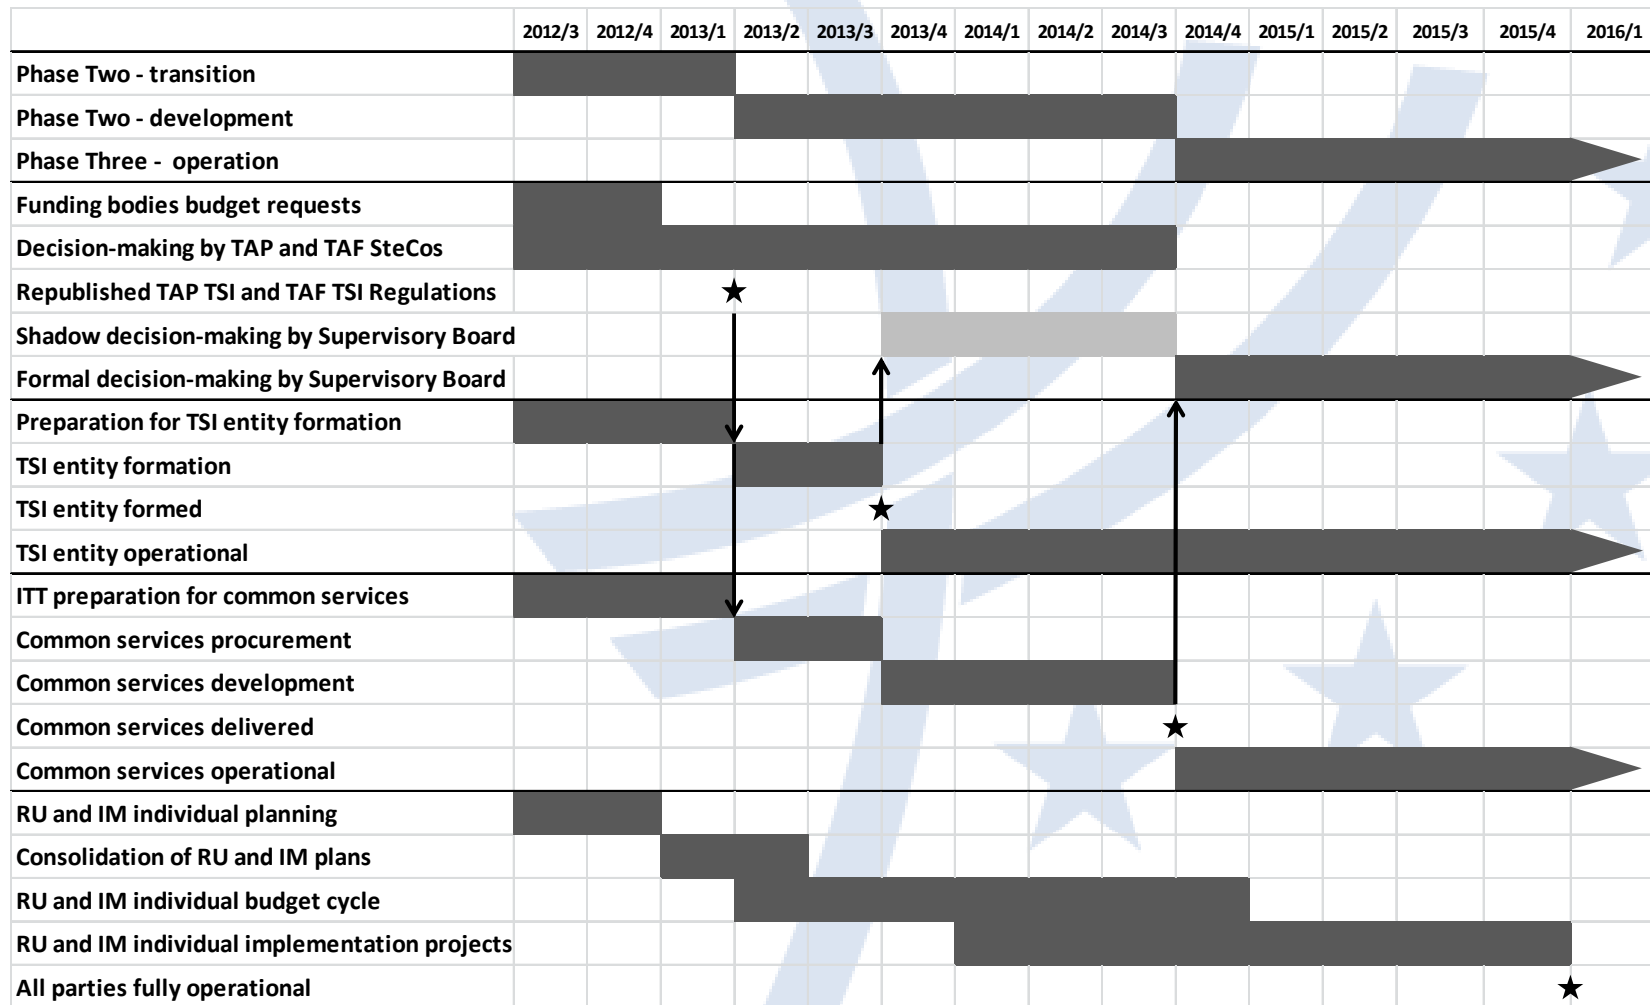 2012/3 2012/4 2013/1 2013/2 2013/3 2013/4 2014/1 2014/2 2014/3 2014/4 2015/1 2015/2 2015/3 2015/4 2016/1
Phase Two - transition
Phase Two - development
Phase Three -  operation
Funding bodies budget requests
Decision-making by TAP and TAF SteCos
Republished TAP TSI and TAF TSI Regulations
Shadow decision-making by Supervisory Board
Formal decision-making by Supervisory Board
Preparation for TSI entity formation
TSI entity formation
TSI entity formed
TSI entity operational
ITT preparation for common services
Common services procurement
Common services development
Common services delivered
Common services operational
RU and IM individual planning
Consolidation of RU and IM plans
RU and IM individual budget cycle
RU and IM individual implementation projects
All parties fully operational